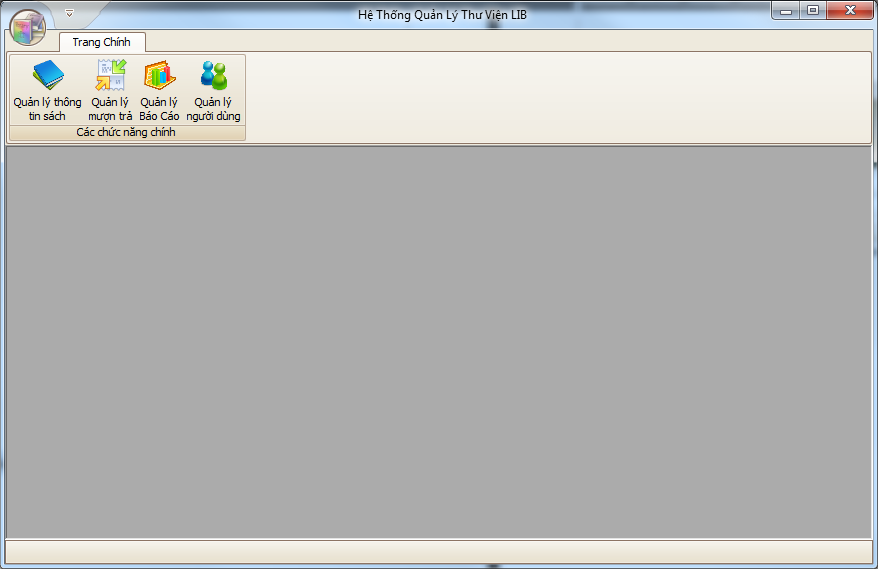 Hệ Thống Quản Lý Thư Viện LIB
Trang Chính
Quản lý thông
tin sách
Quản lý
mượn trả
Quản lý
Báo Cáo
Quản lý
người dùng
Các chức năng chính